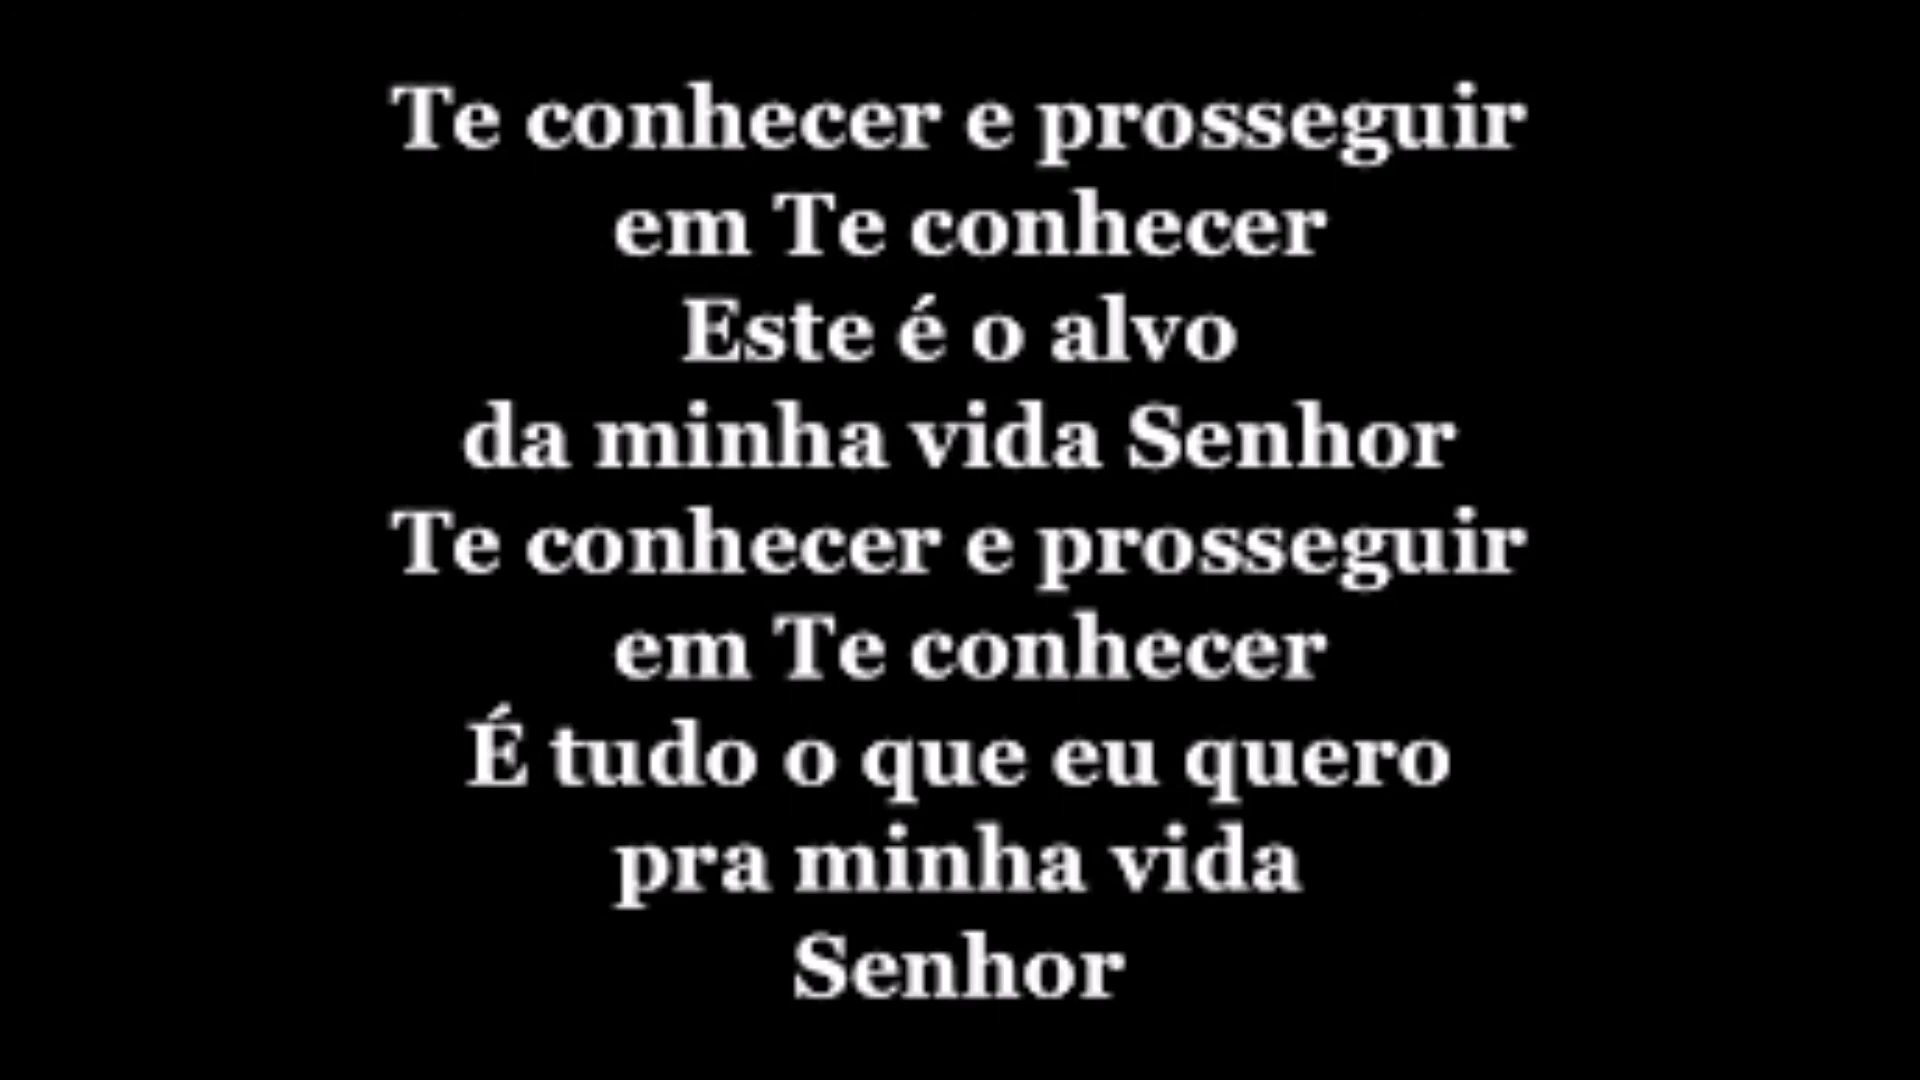 Te conhecer e prosseguir
em Te conhecer
Este é o alvo
da minha vida Senhor
Te conhecer e prosseguir
em Te conhecer
É tudo o que eu quero
pra minha vida
Senhor